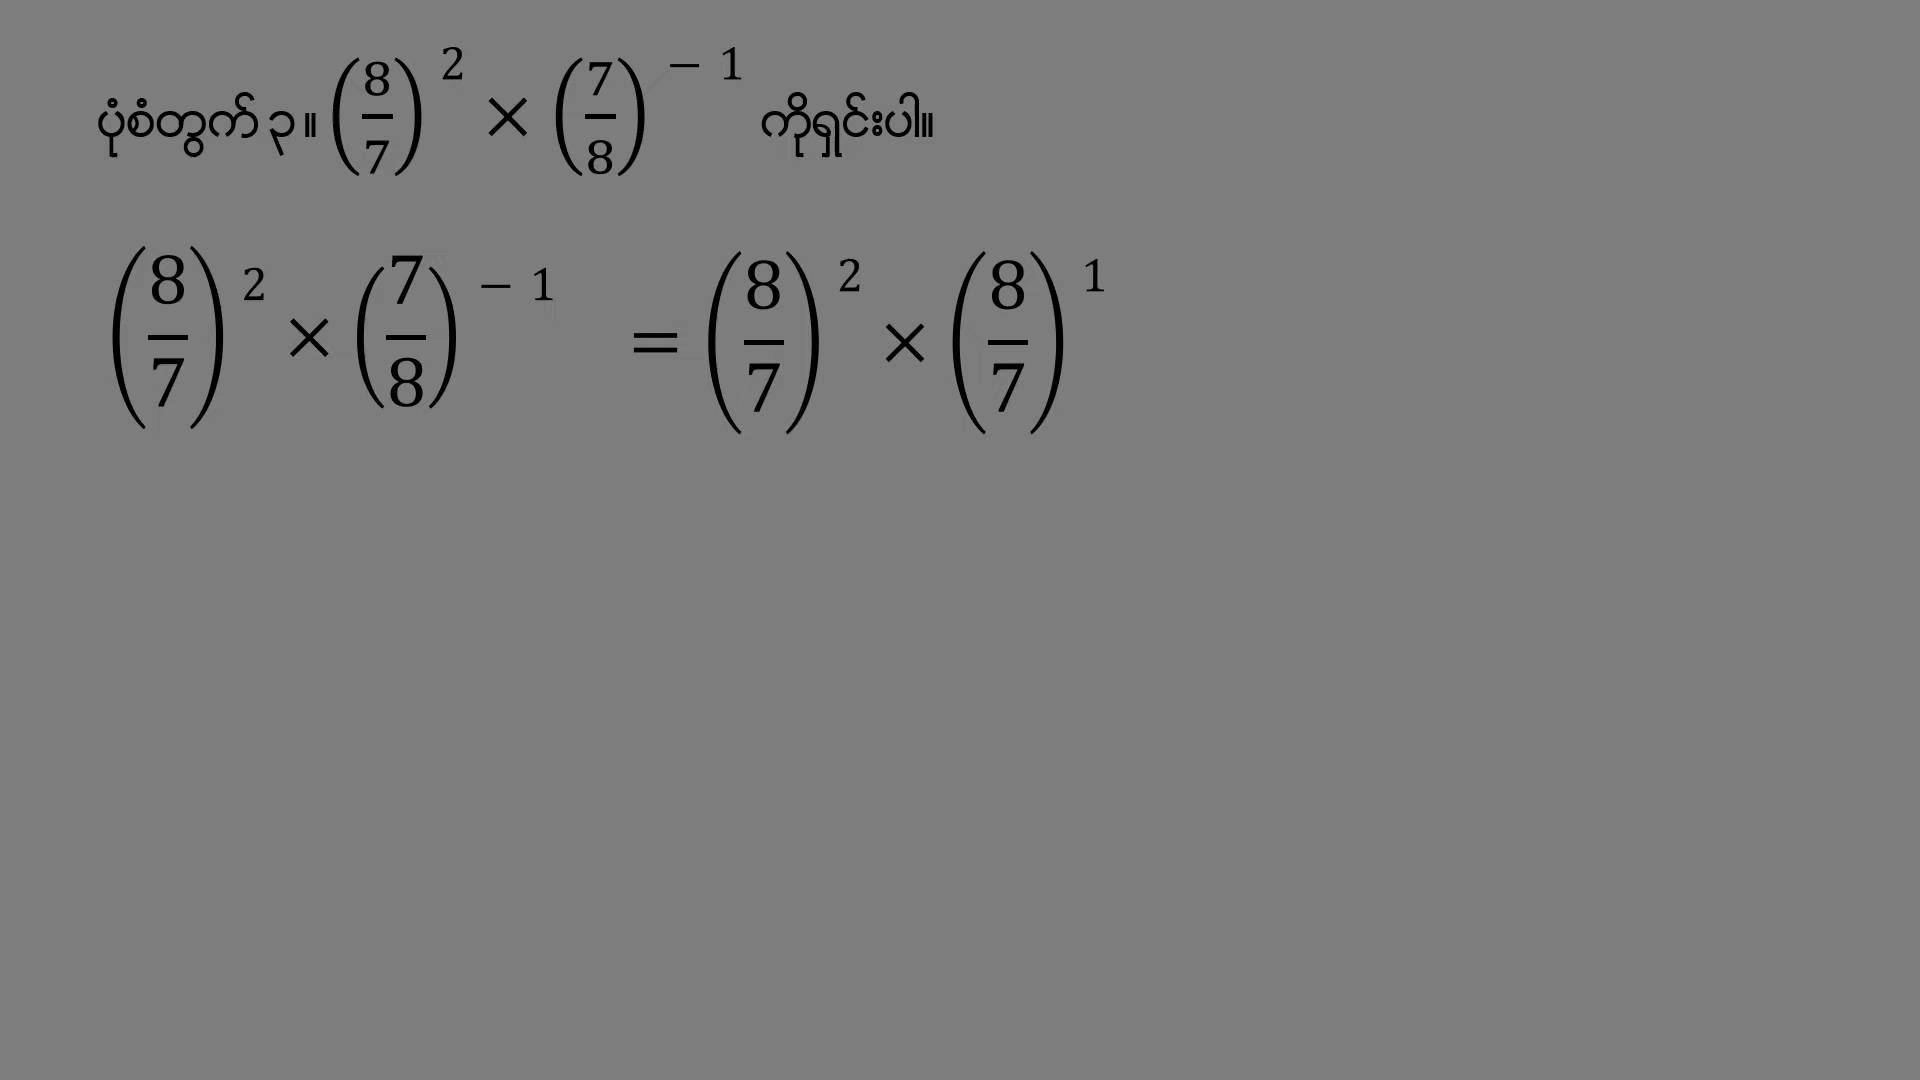 ပုံစံတွက် ၃။ (8/7)^2 × (7/8)^-1 ကိုရှင်းပါ။
(8/7)^2 × (7/8)^-1 = (8/7)^2 × (8/7)^1